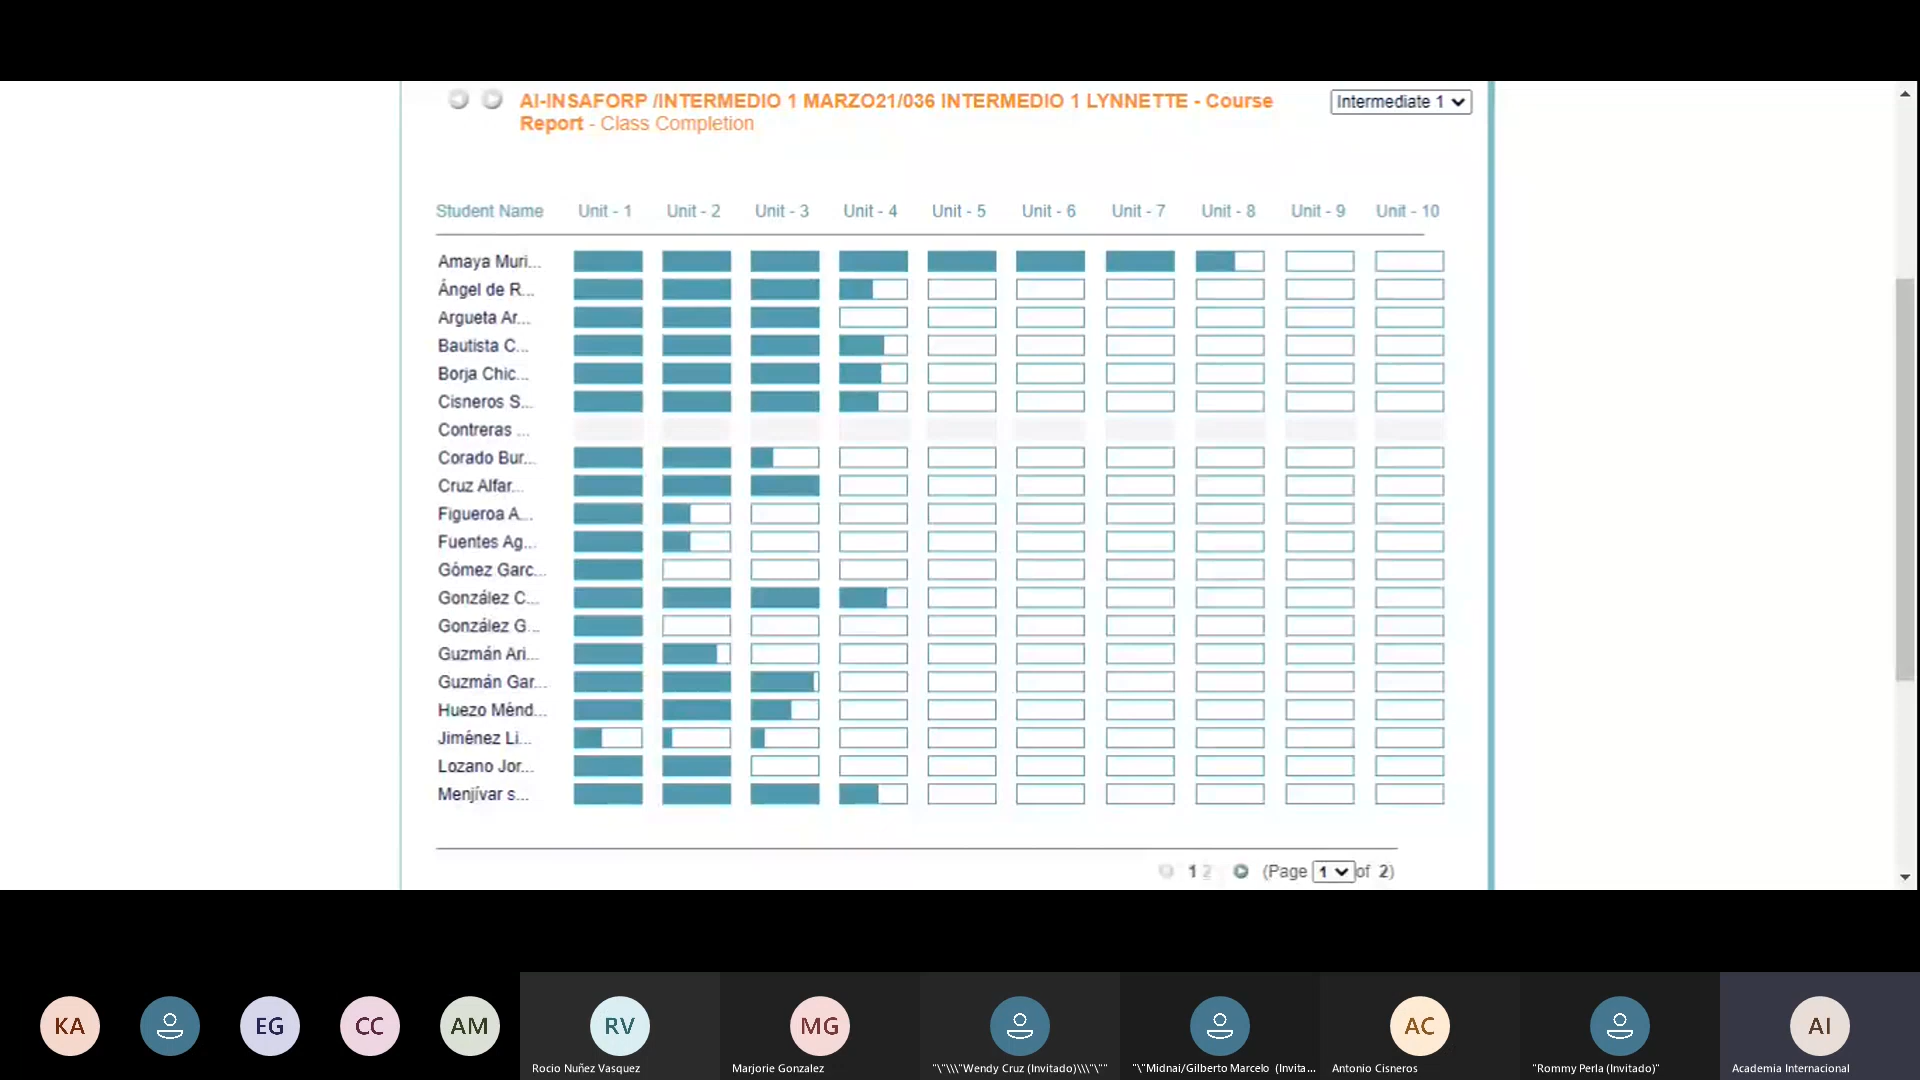 AI-INSAFORP /INTERMEDIO 1 MARZO21/036 INTERMEDIO 1 LYNNETTE - Course
Report - Class Completion
Intermediate 1
Student Name Unit - 1 Unit - 2 Unit - 3 Unit - 4 Unit - 5 Unit - 6 Unit - 7 Unit - 8 Unit - 9 Unit - 10
Amaya Muri...
Ángel de R...
Argueta Ar...
Bautista C...
Borja Chic...
Cisneros S...
Contreras ...
Corado Bur...
Cruz Alfar...
Figueroa A...
Fuentes Ag...
Gómez Garc...
González C...
González G...
Guzmán Ari...
Guzmán Gar...
Huezo Ménd...
Jiménez Li...
Lozano Jor...
Menjívar s...
1 2 (Page 1 of 2)
KA EG CC AM RV MG AC AI
Rocio Nuñez Vasquez
Marjorie Gonzalez
"\"\\\"Wendy Cruz (Invitado)\\\"\""
"\"Midnai/Gilberto Marcelo (Invita...
Antonio Cisneros
"Rommy Perla (Invitado)"
Academia Internacional